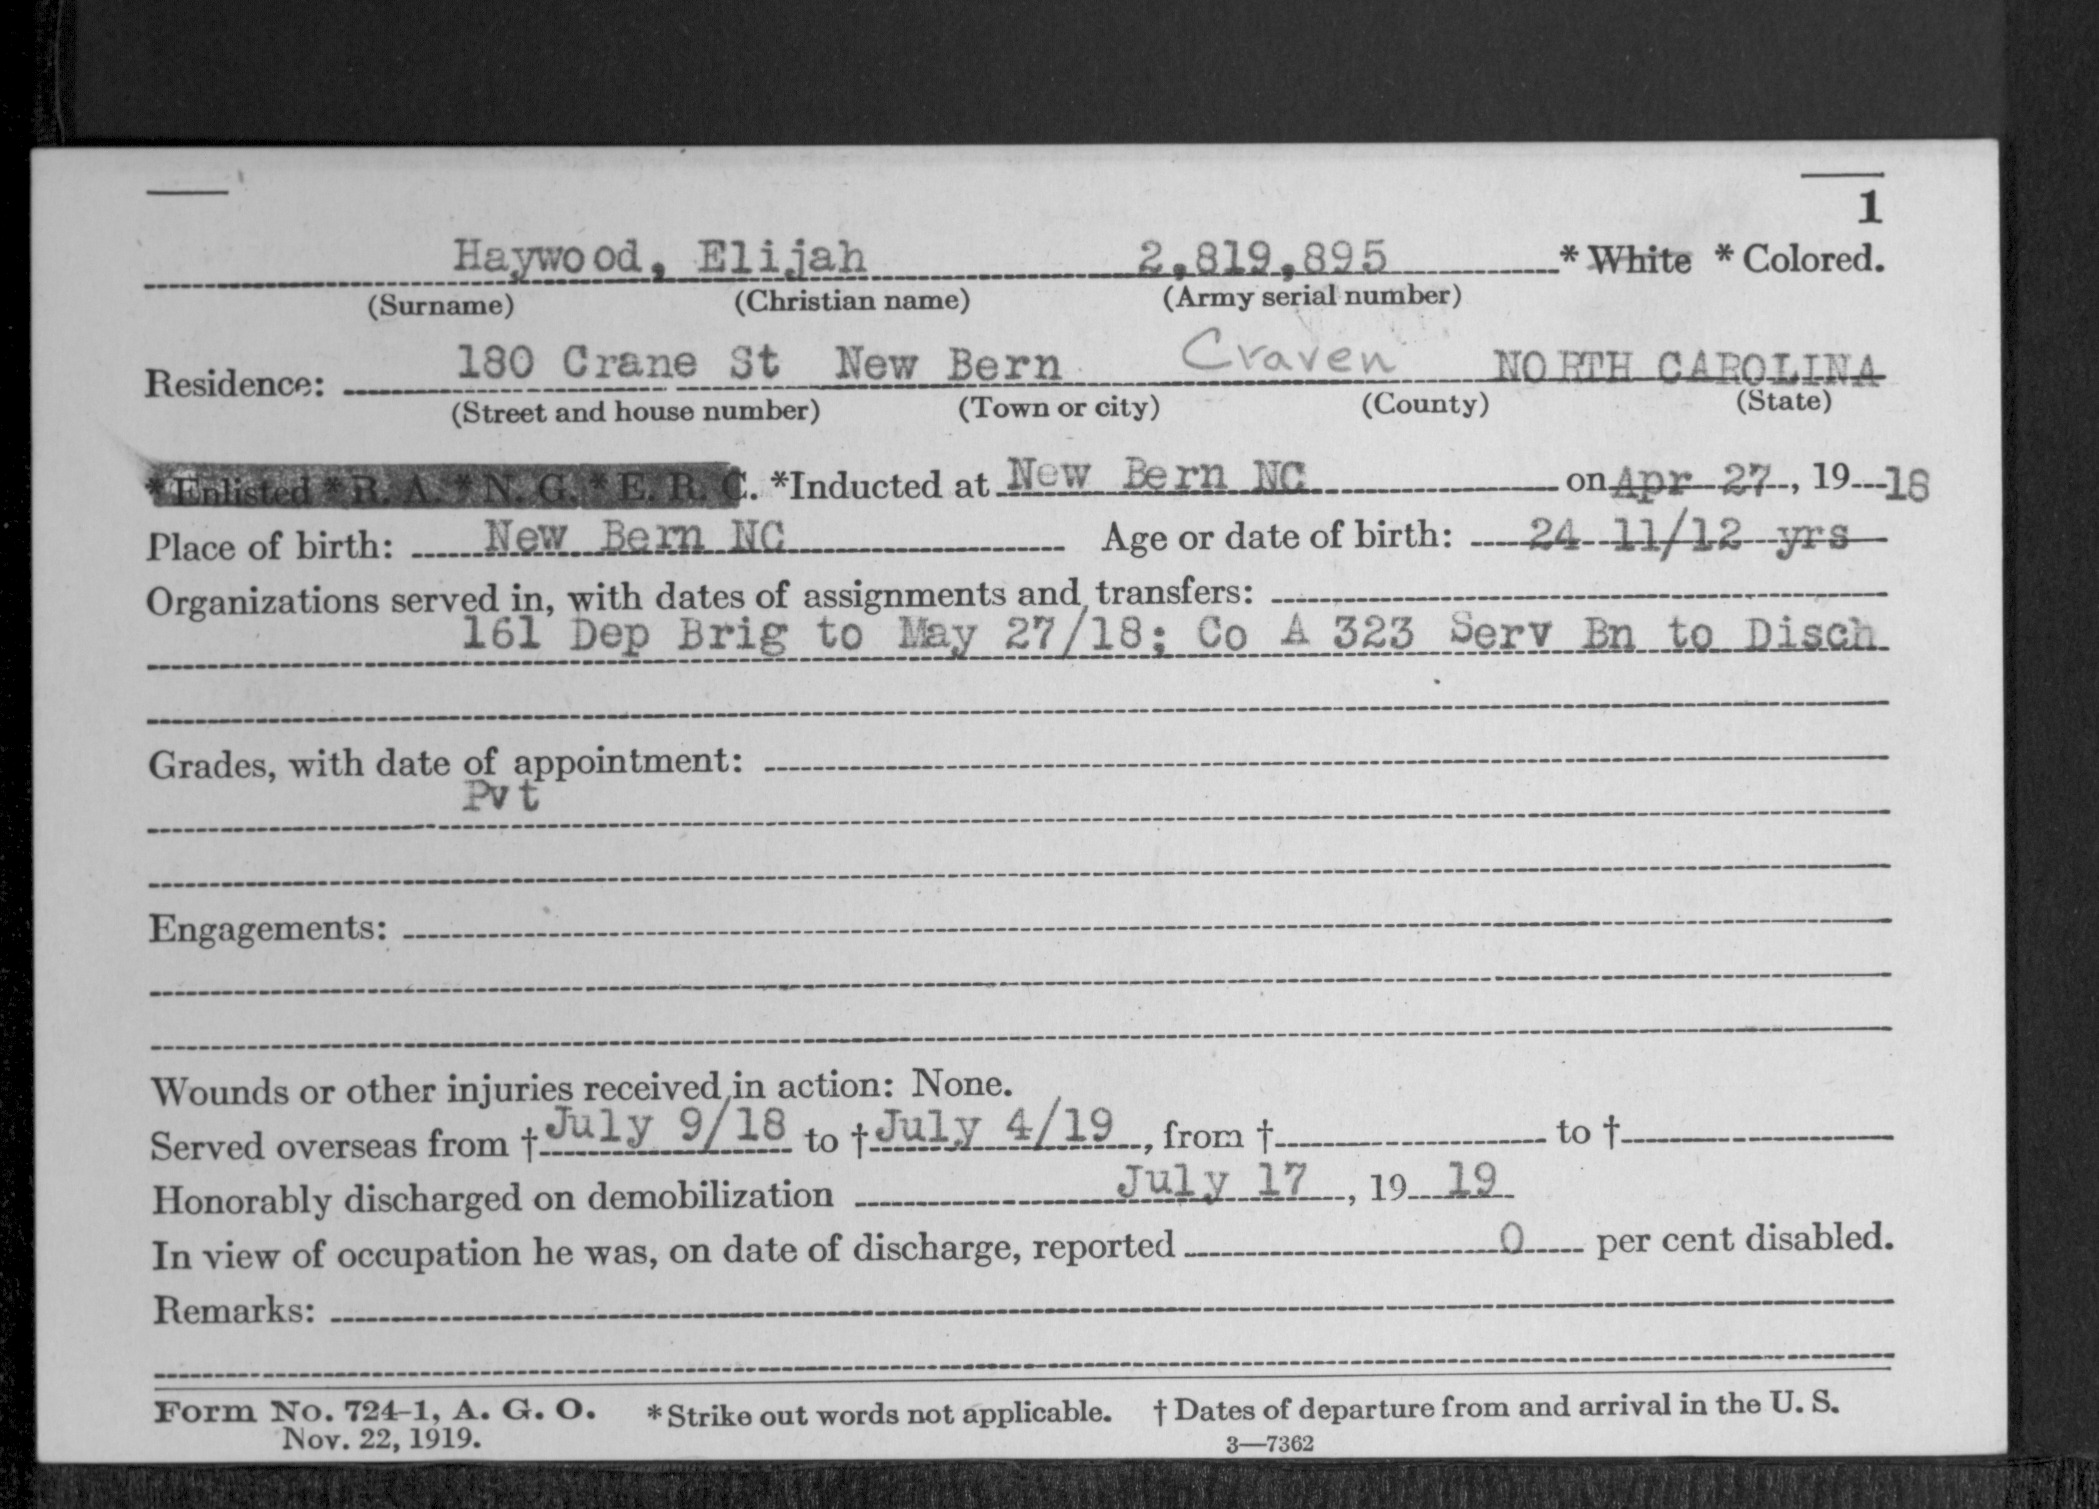 1
Haywood, Elijah 2,819,895 * White * Colored.
(Surname) (Christian name) (Army serial number)
Residence: 180 Crane St New Bern Craven NORTH CAROLINA
(Street and house number) (Town or city) (County) (State)
*Enlisted *R. A. *N. G. *E. R. C. *Inducted at New Bern NC on Apr 27, 19 18
Place of birth: New Bern NC Age or date of birth: 24 11/12 yrs
Organizations served in, with dates of assignments and transfers:
161 Dep Brig to May 27/18; Co A 323 Serv Bn to Disch
Grades, with date of appointment:
Pvt
Engagements:
Wounds or other injuries received in action: None.
Served overseas from † July 9/18 to † July 4/19, from † to †
Honorably discharged on demobilization July 17, 19 19
In view of occupation he was, on date of discharge, reported 0 per cent disabled.
Remarks:
Form No. 724-1, A. G. O. * Strike out words not applicable. † Dates of departure from and arrival in the U. S.
Nov. 22, 1919. 3—7362